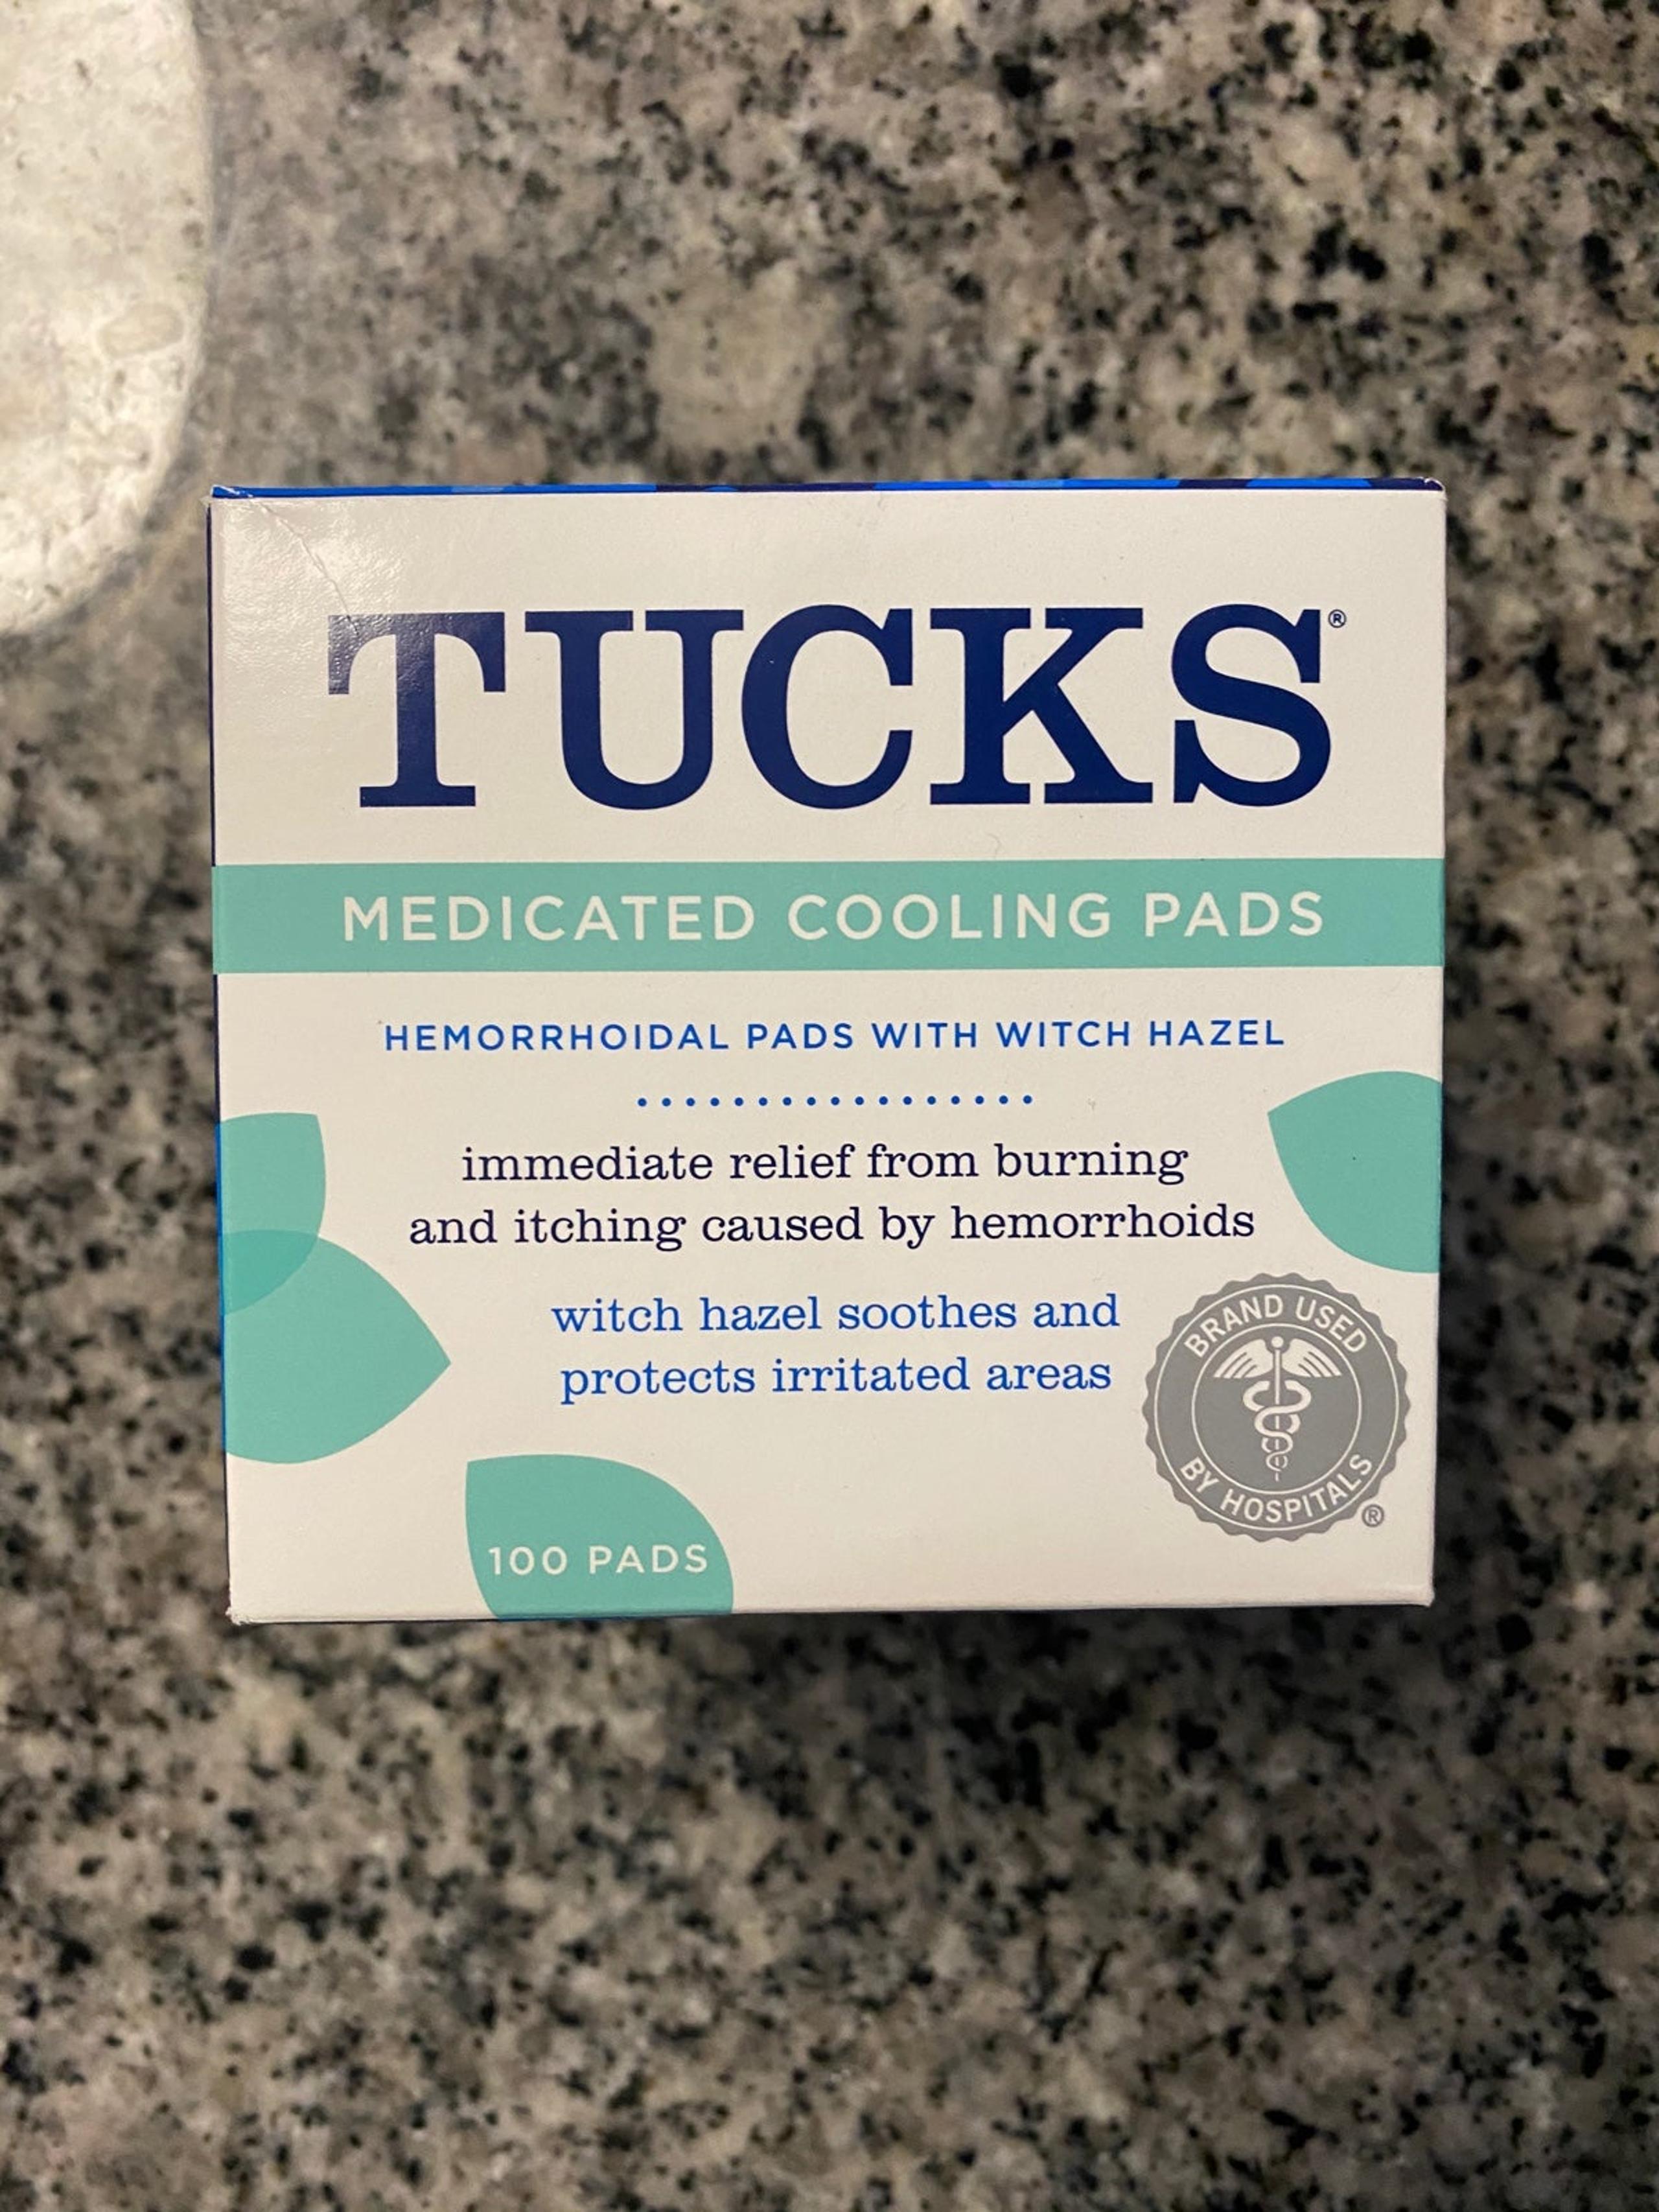 TUCKS®
MEDICATED COOLING PADS
HEMORRHOIDAL PADS WITH WITCH HAZEL
immediate relief from burning
and itching caused by hemorrhoids
witch hazel soothes and
protects irritated areas
BRAND USED
BY HOSPITALS
®
100 PADS